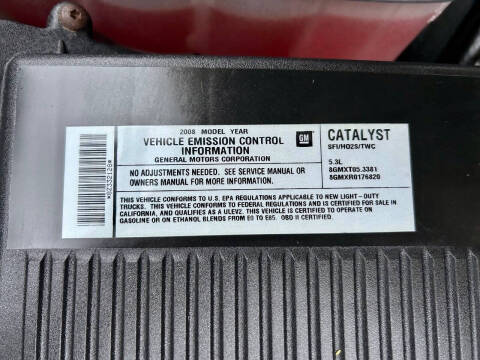 2008 MODEL YEAR
VEHICLE EMISSION CONTROL
INFORMATION
GENERAL MOTORS CORPORATION
GM
CATALYST
SFI/HO2S/TWC
NO ADJUSTMENTS NEEDED. SEE SERVICE MANUAL OR
OWNERS MANUAL FOR MORE INFORMATION.
5.3L
8GMXT05.3381
8GMXR0176820
THIS VEHICLE CONFORMS TO U.S. EPA REGULATIONS APPLICABLE TO NEW LIGHT-DUTY
TRUCKS. THIS VEHICLE CONFORMS TO FEDERAL REGULATIONS AND IS CERTIFIED FOR SALE IN
CALIFORNIA, AND QUALIFIES AS A ULEV2. THIS VEHICLE IS CERTIFIED TO OPERATE ON
GASOLINE OR ON ETHANOL BLENDS FROM E0 TO E85. OBD II CERTIFIED.